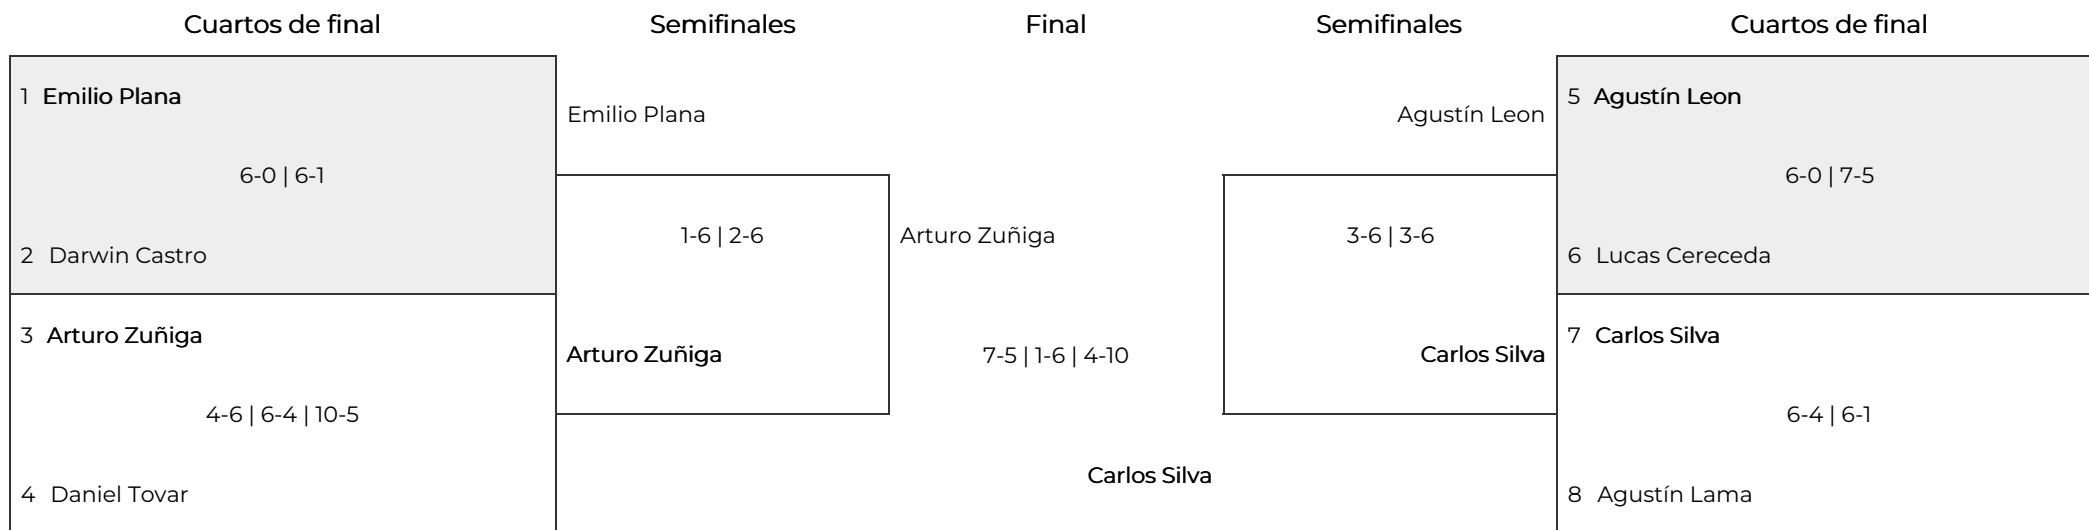 Cuartos de final
Semifinales
Final
Semifinales
Cuartos de final
1 Emilio Plana
6-0 | 6-1
2 Darwin Castro
3 Arturo Zuñiga
4-6 | 6-4 | 10-5
4 Daniel Tovar
Emilio Plana
1-6 | 2-6
Arturo Zuñiga
Arturo Zuñiga
7-5 | 1-6 | 4-10
Carlos Silva
Agustín Leon
3-6 | 3-6
Carlos Silva
5 Agustín Leon
6-0 | 7-5
6 Lucas Cereceda
7 Carlos Silva
6-4 | 6-1
8 Agustín Lama